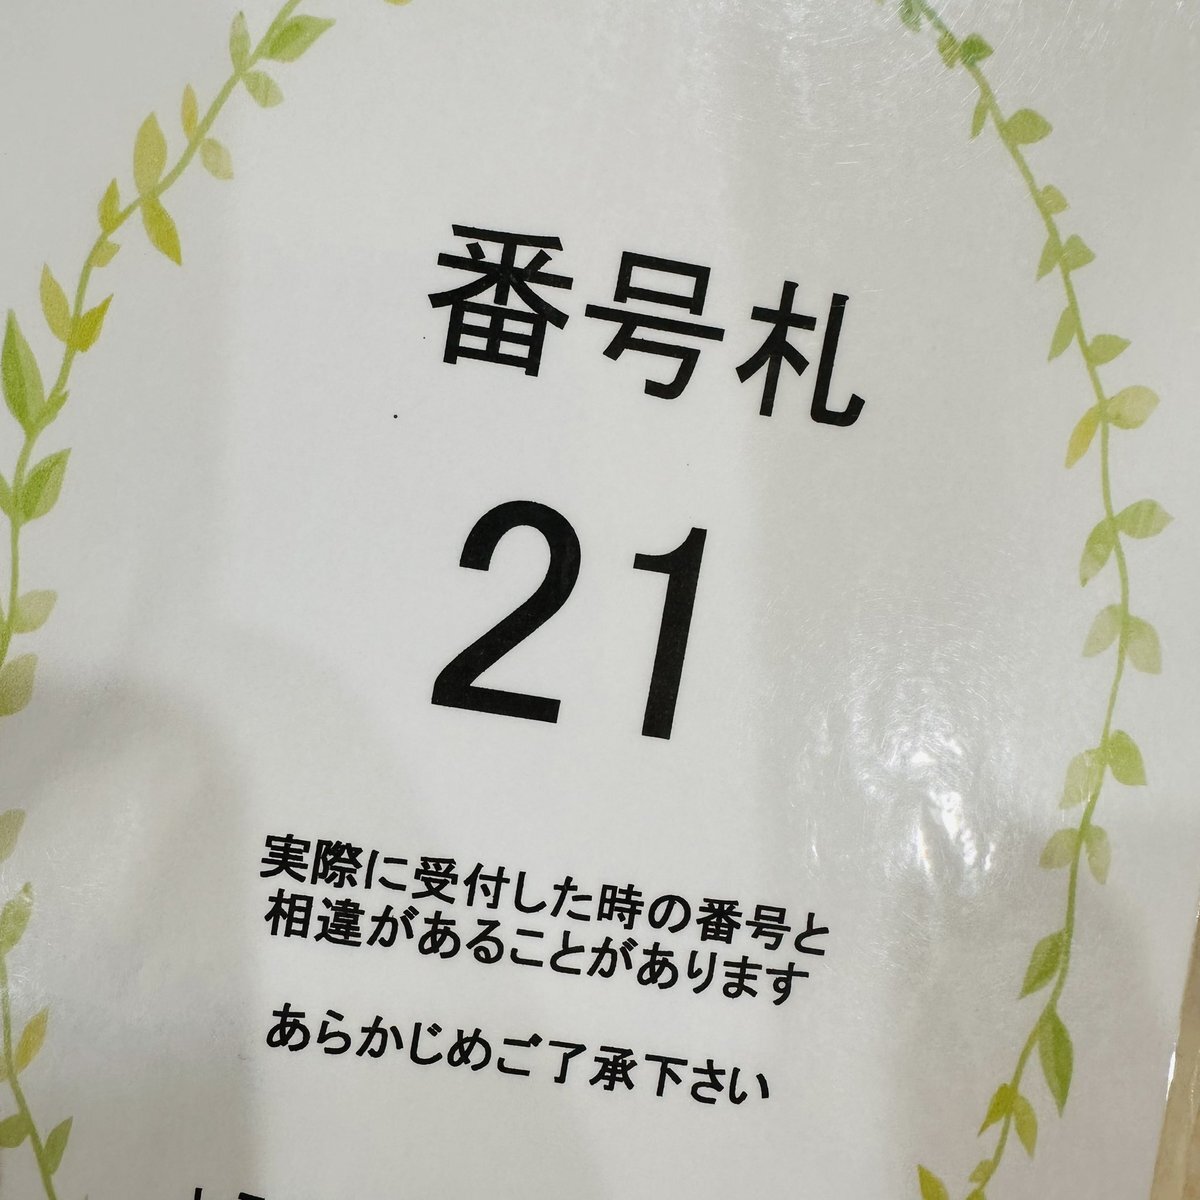 番号札
21
実際に受付した時の番号と
相違があることがあります
あらかじめご了承下さい